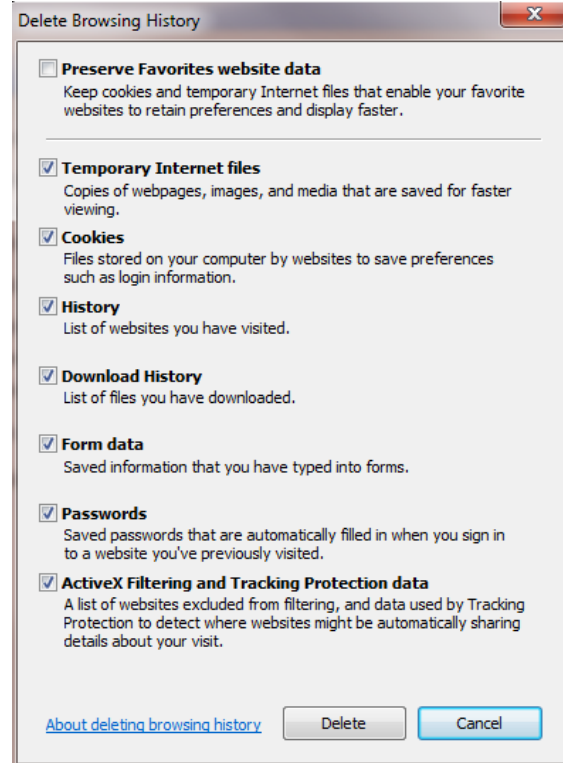 Delete Browsing History
x
Preserve Favorites website data
Keep cookies and temporary Internet files that enable your favorite
websites to retain preferences and display faster.
Temporary Internet files
Copies of webpages, images, and media that are saved for faster
viewing.
Cookies
Files stored on your computer by websites to save preferences
such as login information.
History
List of websites you have visited.
Download History
List of files you have downloaded.
Form data
Saved information that you have typed into forms.
Passwords
Saved passwords that are automatically filled in when you sign in
to a website you've previously visited.
ActiveX Filtering and Tracking Protection data
A list of websites excluded from filtering, and data used by Tracking
Protection to detect where websites might be automatically sharing
details about your visit.
About deleting browsing history Delete Cancel